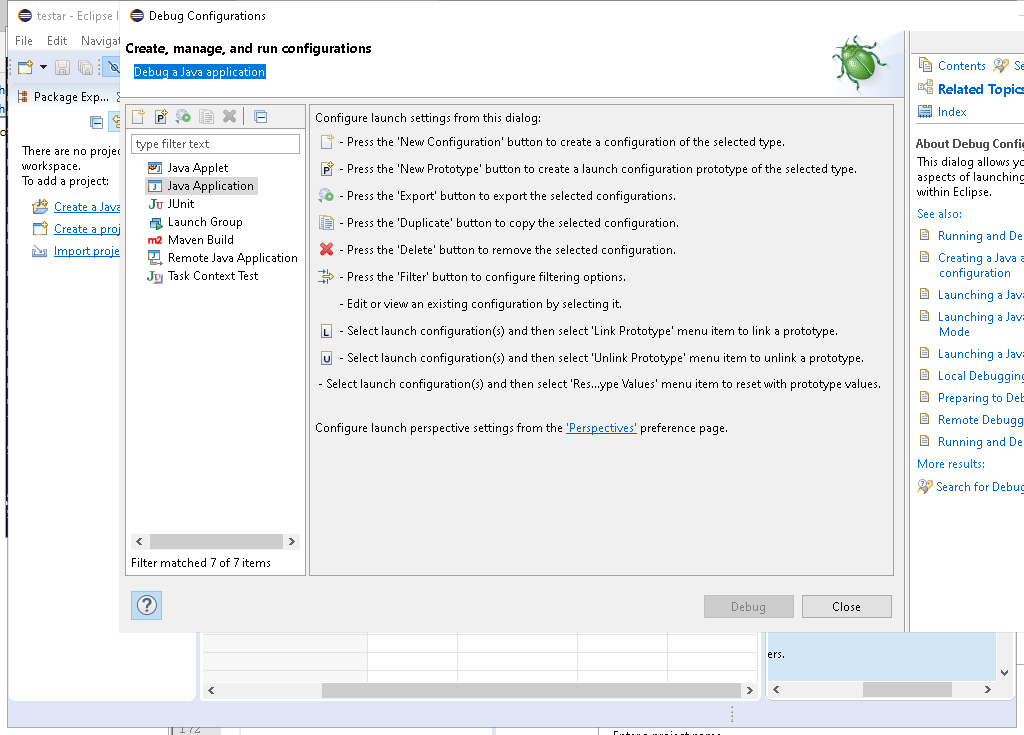 testar - Eclipse I
File Edit Navigat
Package Exp...
There are no projec
workspace.
To add a project:
Create a Java
Create a proj
Import proje
Debug Configurations
Create, manage, and run configurations
Debug a Java application
type filter text
Java Applet
Java Application
JUnit
Launch Group
Maven Build
Remote Java Application
Task Context Test
Filter matched 7 of 7 items
Configure launch settings from this dialog:
- Press the 'New Configuration' button to create a configuration of the selected type.
- Press the 'New Prototype' button to create a launch configuration prototype of the selected type.
- Press the 'Export' button to export the selected configurations.
- Press the 'Duplicate' button to copy the selected configuration.
- Press the 'Delete' button to remove the selected configuration.
- Press the 'Filter' button to configure filtering options.
- Edit or view an existing configuration by selecting it.
- Select launch configuration(s) and then select 'Link Prototype' menu item to link a prototype.
- Select launch configuration(s) and then select 'Unlink Prototype' menu item to unlink a prototype.
- Select launch configuration(s) and then select 'Res...ype Values' menu item to reset with prototype values.
Configure launch perspective settings from the 'Perspectives' preference page.
Debug Close
Contents Se
Related Topics
Index
About Debug Confi
This dialog allows yo
aspects of launching
within Eclipse.
See also:
Running and De
Creating a Java a
configuration
Launching a Java
Launching a Java
Mode
Launching a Java
Local Debugging
Preparing to Deb
Remote Debugg
Running and De
More results:
Search for Debug
ers.
172
Enter a project name